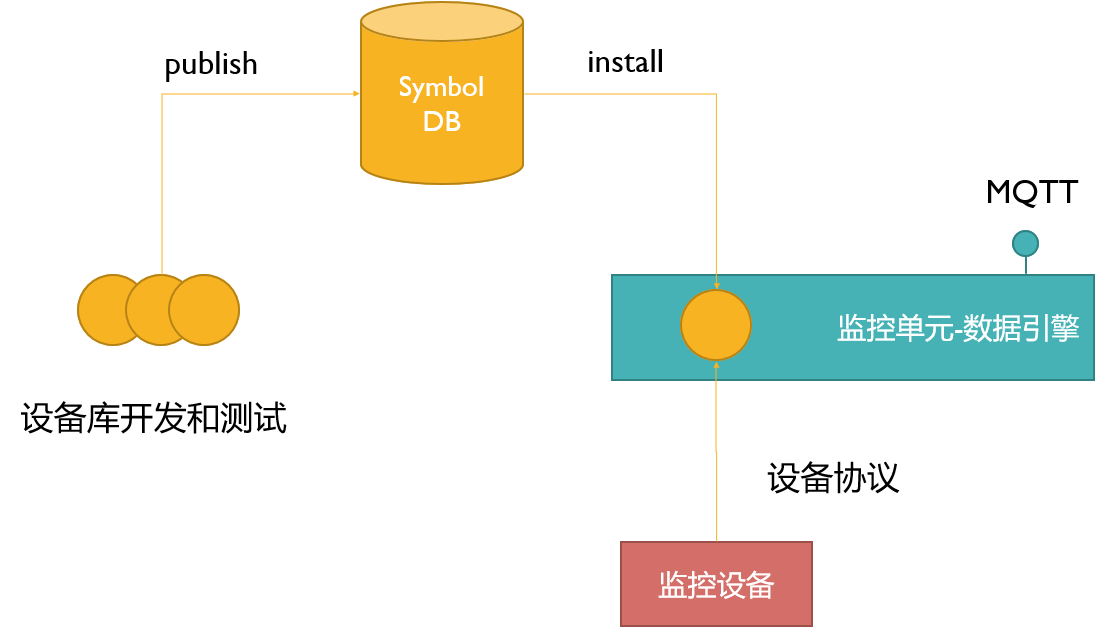 publish
install
Symbol
DB
MQTT
监控单元-数据引擎
设备库开发和测试
设备协议
监控设备